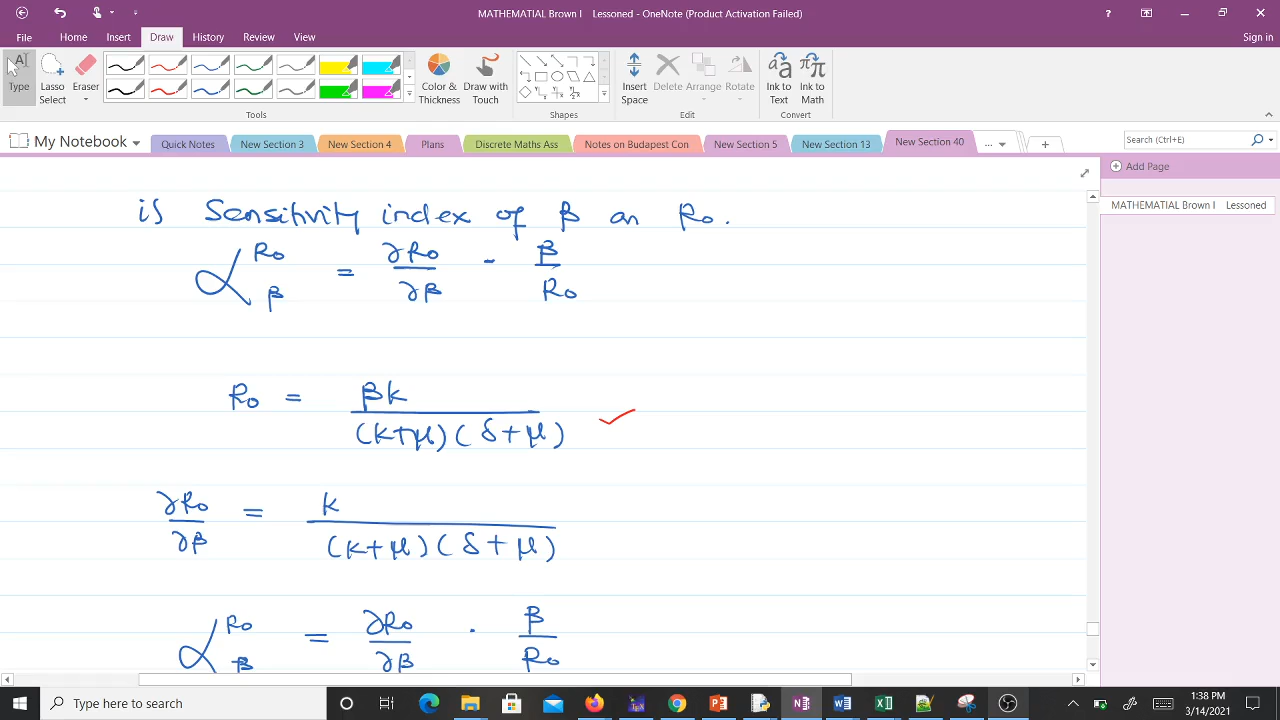 MATHEMATIAL Brown I Lessoned - OneNote (Product Activation Failed)
File Home Insert Draw History Review View Sign in
Type Lasso Select Eraser Color & Thickness Draw with Touch Insert Space Delete Arrange Rotate Ink to Text Ink to Math
Tools Shapes Edit Convert
My Notebook Quick Notes New Section 3 New Section 4 Plans Discrete Maths Ass Notes on Budapest Con New Section 5 New Section 13 New Section 40 ... Search (Ctrl+E)
Add Page
MATHEMATIAL Brown I Lessoned
is Sensitivity index of β on R₀.
α^{R₀}_{β} = ∂R₀/∂β · β/R₀
R₀ = βk / (k+μ)(δ+μ) ✓
∂R₀/∂β = k / (k+μ)(δ+μ)
α^{R₀}_{β} = ∂R₀/∂β · β/R₀
Type here to search
1:38 PM
3/14/2021